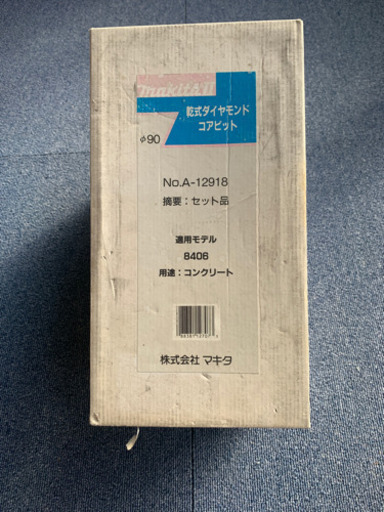 makita
乾式ダイヤモンド
コアビット
φ90
No.A-12918
摘要：セット品
適用モデル
8406
用途：コンクリート
株式会社 マキタ